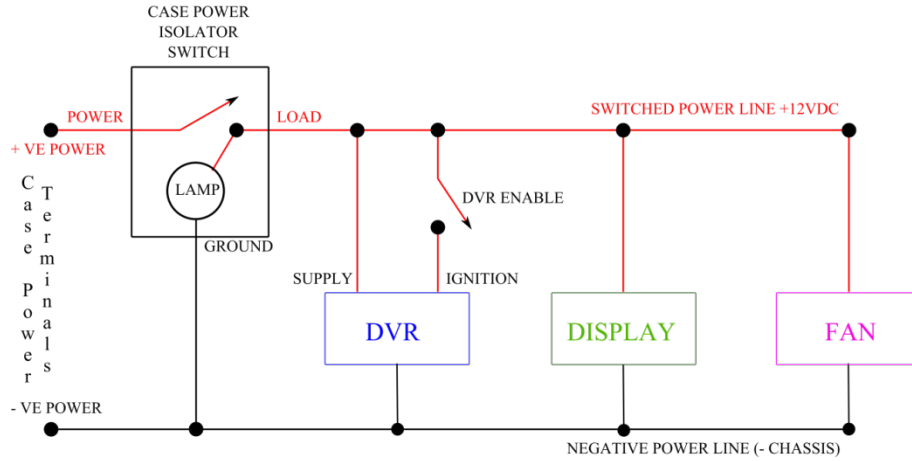 CASE POWER
ISOLATOR
SWITCH
POWER
LOAD
SWITCHED POWER LINE +12VDC
+ VE POWER
LAMP
DVR ENABLE
Case Power
Terminals
GROUND
SUPPLY
IGNITION
DVR
DISPLAY
FAN
- VE POWER
NEGATIVE POWER LINE (- CHASSIS)